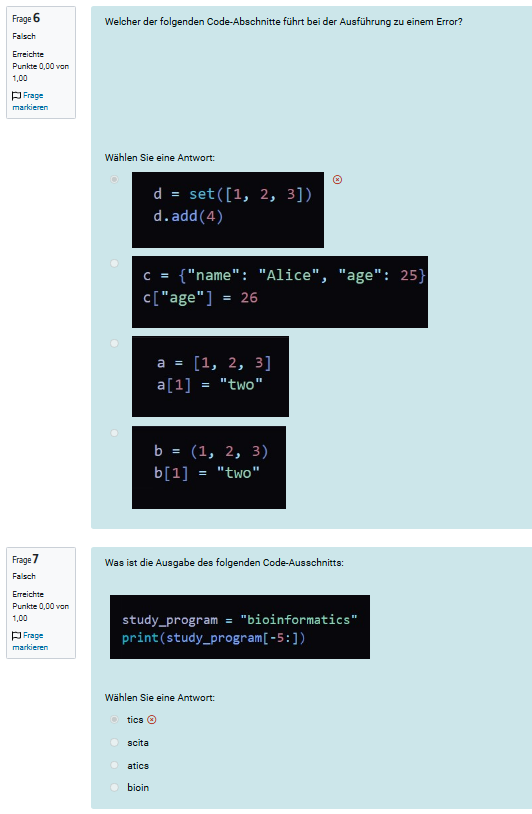 Frage 6
Falsch
Erreichte
Punkte 0,00 von
1,00
Frage
markieren
Welcher der folgenden Code-Abschnitte führt bei der Ausführung zu einem Error?
Wählen Sie eine Antwort:
d = set([1, 2, 3])
d.add(4)
c = {"name": "Alice", "age": 25}
c["age"] = 26
a = [1, 2, 3]
a[1] = "two"
b = (1, 2, 3)
b[1] = "two"
Frage 7
Falsch
Erreichte
Punkte 0,00 von
1,00
Frage
markieren
Was ist die Ausgabe des folgenden Code-Ausschnitts:
study_program = "bioinformatics"
print(study_program[-5:])
Wählen Sie eine Antwort:
tics
scita
atics
bioin